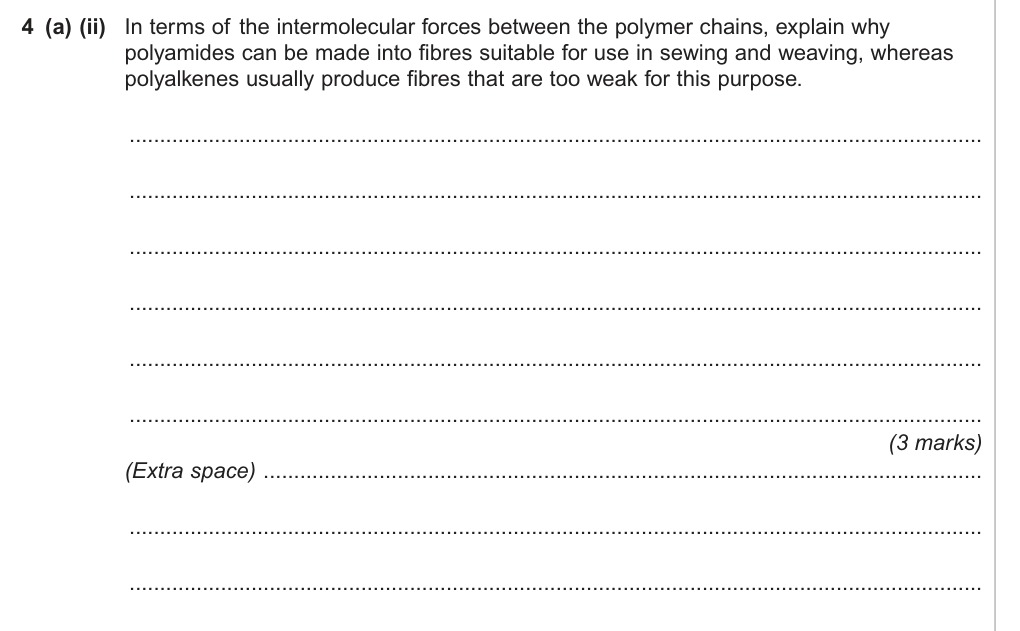 4 (a) (ii) In terms of the intermolecular forces between the polymer chains, explain why
polyamides can be made into fibres suitable for use in sewing and weaving, whereas
polyalkenes usually produce fibres that are too weak for this purpose.
(3 marks)
(Extra space)